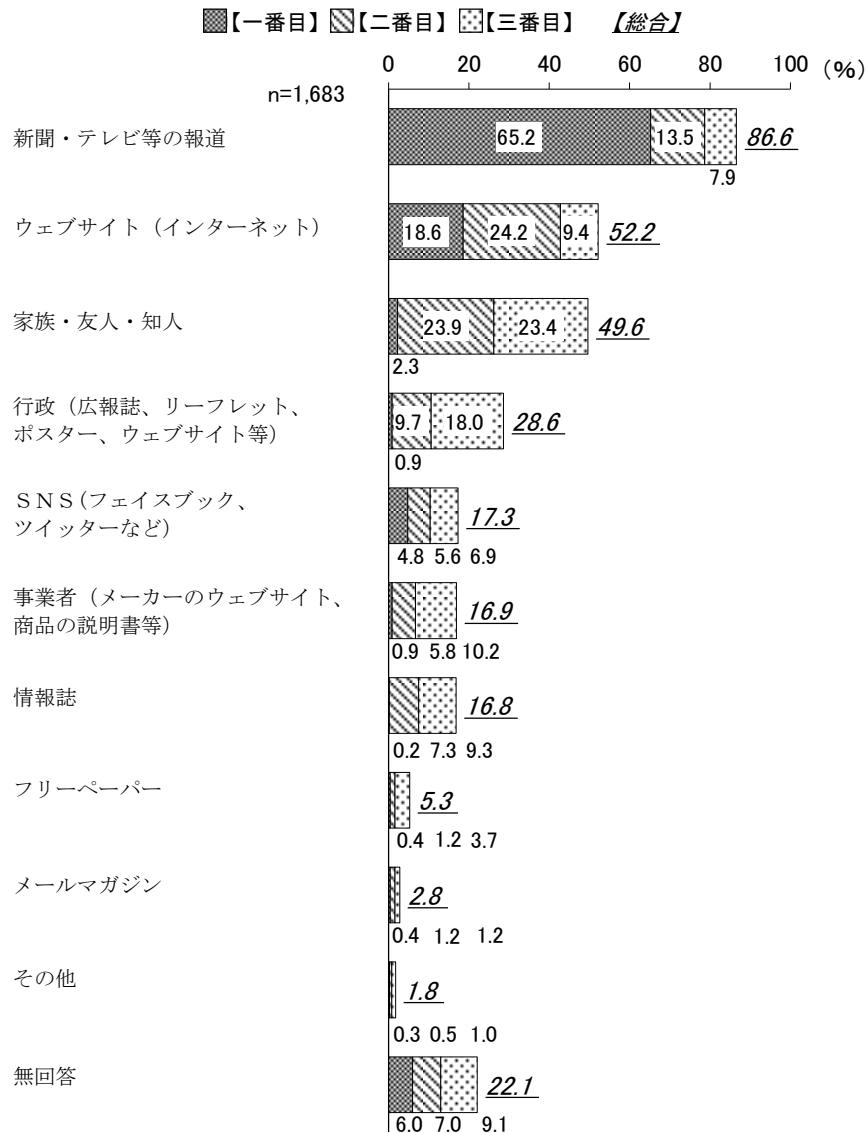 【一番目】 【二番目】 【三番目】 【総合】
0 20 40 60 80 100 (%)
n=1,683
新聞・テレビ等の報道
65.2 13.5 86.6
7.9
ウェブサイト（インターネット）
18.6 24.2 9.4 52.2
家族・友人・知人
23.9 23.4 49.6
2.3
行政（広報誌、リーフレット、
ポスター、ウェブサイト等）
9.7 18.0 28.6
0.9
ＳＮＳ(フェイスブック、
ツイッターなど）
17.3
4.8 5.6 6.9
事業者（メーカーのウェブサイト、
商品の説明書等）
16.9
0.9 5.8 10.2
情報誌
16.8
0.2 7.3 9.3
フリーペーパー
5.3
0.4 1.2 3.7
メールマガジン
2.8
0.4 1.2 1.2
その他
1.8
0.3 0.5 1.0
無回答
22.1
6.0 7.0 9.1